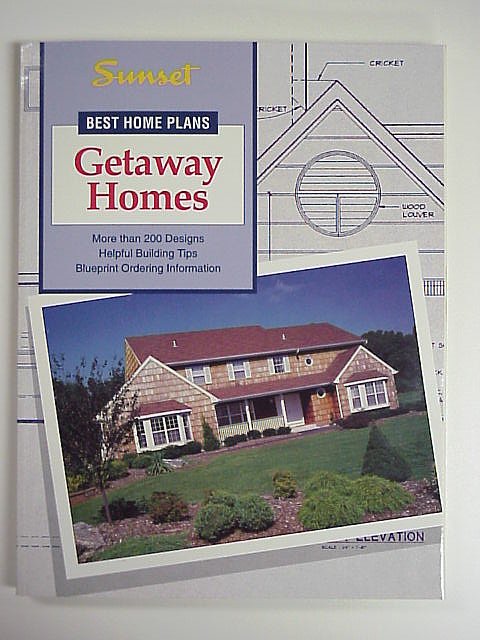 Sunset
BEST HOME PLANS
Getaway
Homes
More than 200 Designs
Helpful Building Tips
Blueprint Ordering Information
CRICKET
CRICKET
WOOD
LOUVER
ELEVATION